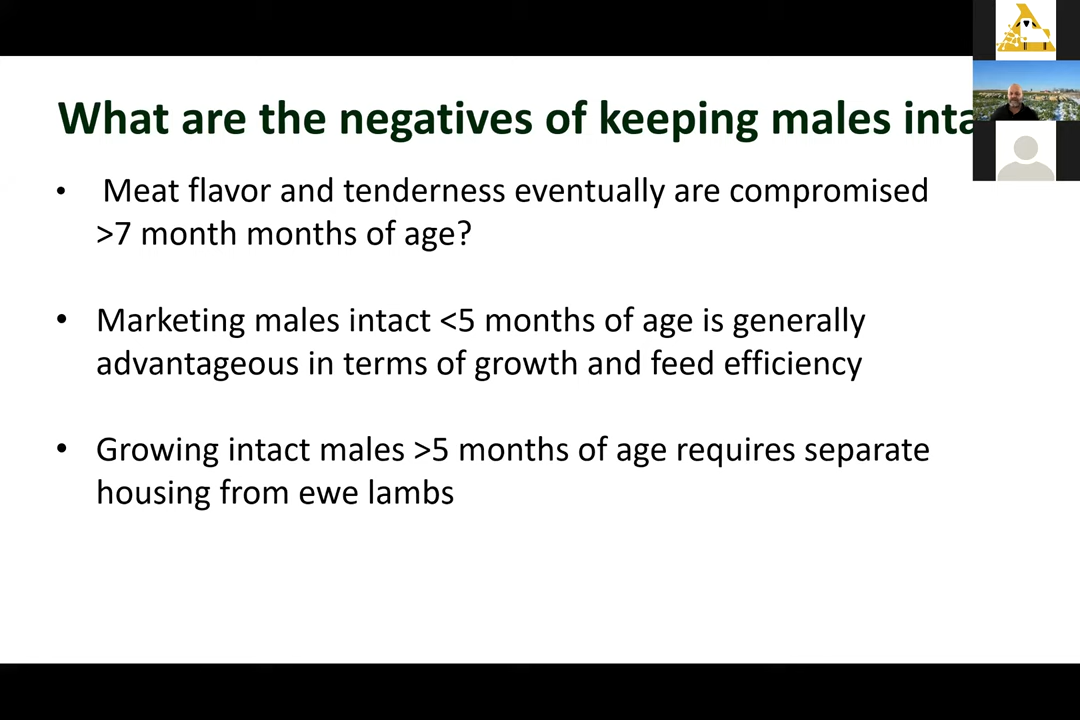 What are the negatives of keeping males inta
• Meat flavor and tenderness eventually are compromised
>7 month months of age?
• Marketing males intact <5 months of age is generally
advantageous in terms of growth and feed efficiency
• Growing intact males >5 months of age requires separate
housing from ewe lambs